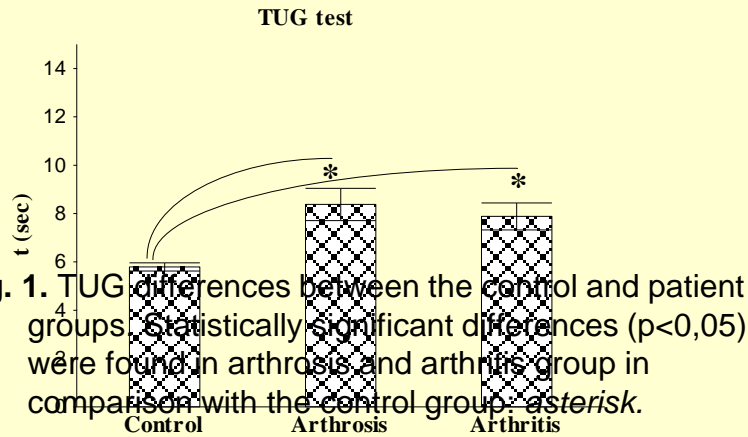 TUG test
t (sec)
14
12
10
8
6
4
2
0
*
*
g. 1. TUG differences between the control and patient
groups. Statistically significant differences (p<0,05)
were found in arthrosis and arthritis group in
comparison with the control group. asterisk.
Control Arthrosis Arthritis